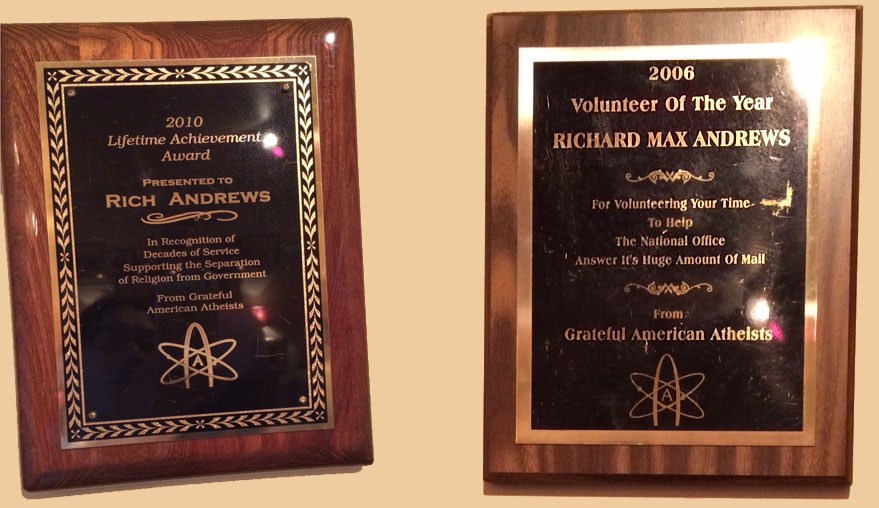 2010
Lifetime Achievement
Award
PRESENTED TO
RICH ANDREWS
In Recognition of
Decades of Service
Supporting the Separation
of Religion from Government
From Grateful
American Atheists
A
2006
Volunteer Of The Year
RICHARD MAX ANDREWS
For Volunteering Your Time
To Help
The National Office
Answer It's Huge Amount Of Mail
From
Grateful American Atheists
A